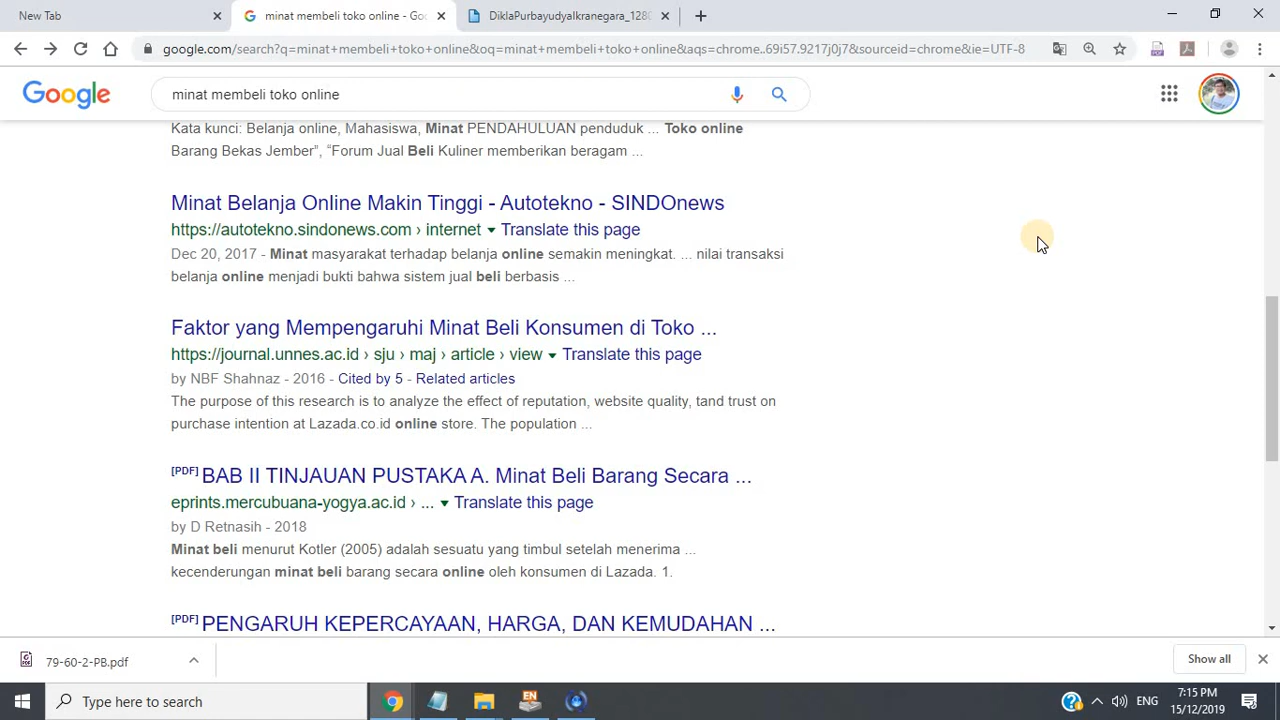 New Tab
minat membeli toko online - Goo
DiklaPurbayudyaIkranegara_1280
google.com/search?q=minat+membeli+toko+online&oq=minat+membeli+toko+online&aqs=chrome..69i57.9217j0j7&sourceid=chrome&ie=UTF-8
Google
minat membeli toko online
Kata kunci: Belanja online, Mahasiswa, Minat PENDAHULUAN penduduk ... Toko online
Barang Bekas Jember", "Forum Jual Beli Kuliner memberikan beragam ...
Minat Belanja Online Makin Tinggi - Autotekno - SINDOnews
https://autotekno.sindonews.com › internet ▾ Translate this page
Dec 20, 2017 - Minat masyarakat terhadap belanja online semakin meningkat. ... nilai transaksi
belanja online menjadi bukti bahwa sistem jual beli berbasis ...
Faktor yang Mempengaruhi Minat Beli Konsumen di Toko ...
https://journal.unnes.ac.id › sju › maj › article › view ▾ Translate this page
by NBF Shahnaz - 2016 - Cited by 5 - Related articles
The purpose of this research is to analyze the effect of reputation, website quality, tand trust on
purchase intention at Lazada.co.id online store. The population ...
[PDF] BAB II TINJAUAN PUSTAKA A. Minat Beli Barang Secara ...
eprints.mercubuana-yogya.ac.id › ... ▾ Translate this page
by D Retnasih - 2018
Minat beli menurut Kotler (2005) adalah sesuatu yang timbul setelah menerima ...
kecenderungan minat beli barang secara online oleh konsumen di Lazada. 1.
[PDF] PENGARUH KEPERCAYAAN, HARGA, DAN KEMUDAHAN ...
79-60-2-PB.pdf
Show all
Type here to search
EN
ENG
7:15 PM
15/12/2019